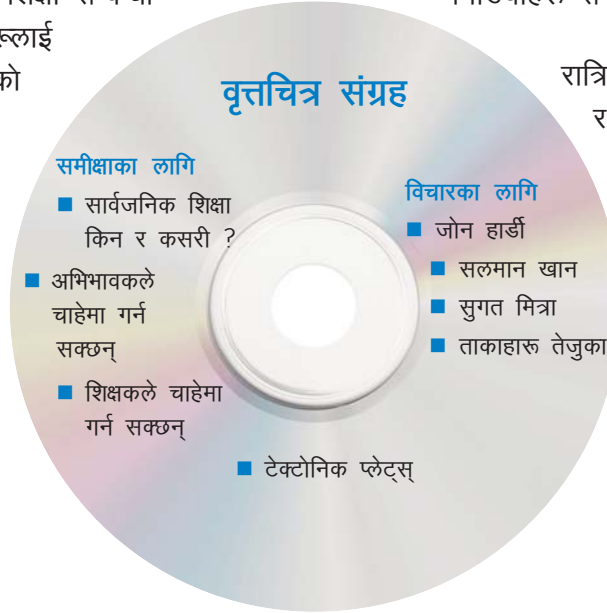 रूलाई
को
रात्रि
र
वृत्तचित्र संग्रह
समीक्षाका लागि
■ सार्वजनिक शिक्षा
किन र कसरी ?
■ अभिभावकले
चाहेमा गर्न
सक्छन्
■ शिक्षकले चाहेमा
गर्न सक्छन्
विचारका लागि
■ जोन हार्डी
■ सलमान खान
■ सुगत मित्रा
■ ताकाहारू तेजुका
■ टेक्टोनिक प्लेट्स्